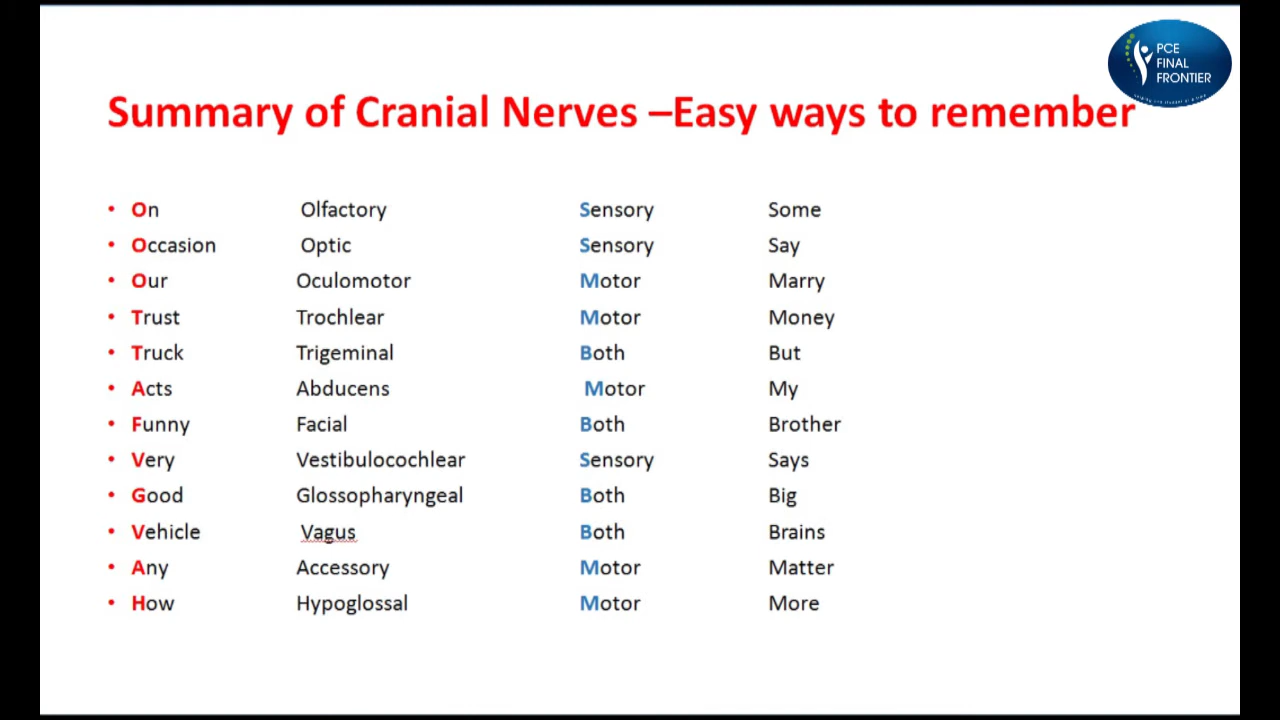 PCE
FINAL
FRONTIER
Summary of Cranial Nerves –Easy ways to remember
• On Olfactory Sensory Some
• Occasion Optic Sensory Say
• Our Oculomotor Motor Marry
• Trust Trochlear Motor Money
• Truck Trigeminal Both But
• Acts Abducens Motor My
• Funny Facial Both Brother
• Very Vestibulocochlear Sensory Says
• Good Glossopharyngeal Both Big
• Vehicle Vagus Both Brains
• Any Accessory Motor Matter
• How Hypoglossal Motor More